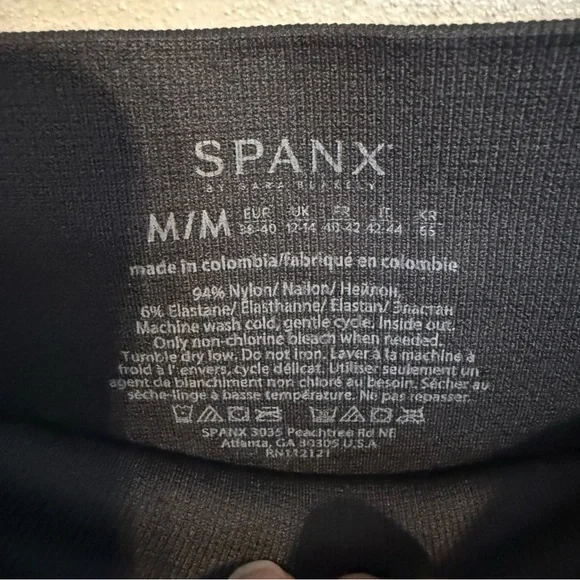 SPANX
BY SARA BLAKELY
M/M EUR UK FR IT KR
38-40 12-14 40-42 42-44 66
made in colombia/fabriqué en colombie
94% Nylon/ Nailon/ Нейлон
6% Elastane/ Elasthanne/ Elastan/ Эластан
Machine wash cold, gentle cycle. Inside out.
Only non-chlorine bleach when needed.
Tumble dry low. Do not iron. Laver à la machine à
froid à l' envers, cycle délicat. Utiliser seulement un
agent de blanchiment non chloré au besoin. Sécher au
sèche-linge à basse température. Ne pas repasser.
SPANX 3035 Peachtree Rd NE
Atlanta, GA 30305 U.S.A
RN112121